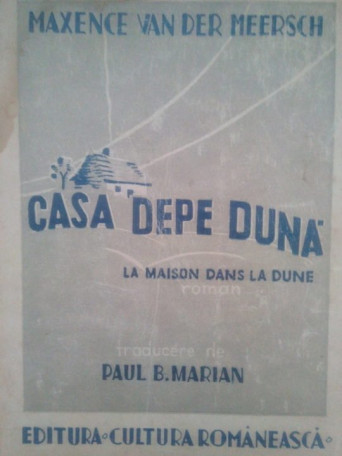 MAXENCE VAN DER MEERSCH
CASA DEPE DUNĂ
LA MAISON DANS LA DUNE
roman
traducere de
PAUL B. MARIAN
EDITURA CULTURA ROMÂNEASCĂ